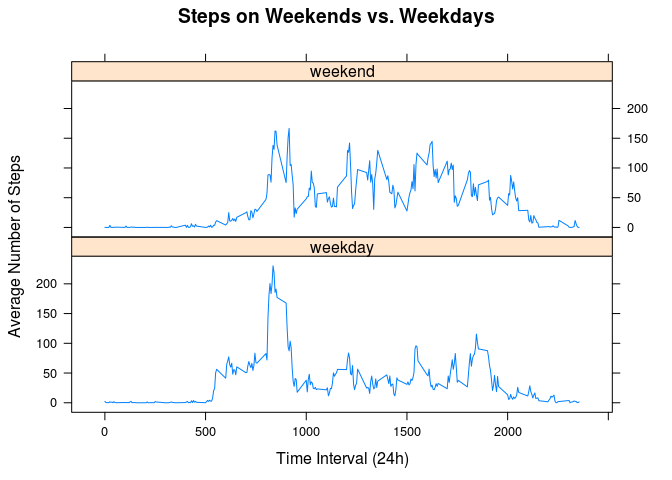 Steps on Weekends vs. Weekdays
weekend
200
150
100
50
0
Average Number of Steps
weekday
200
150
100
50
0
0 500 1000 1500 2000
Time Interval (24h)